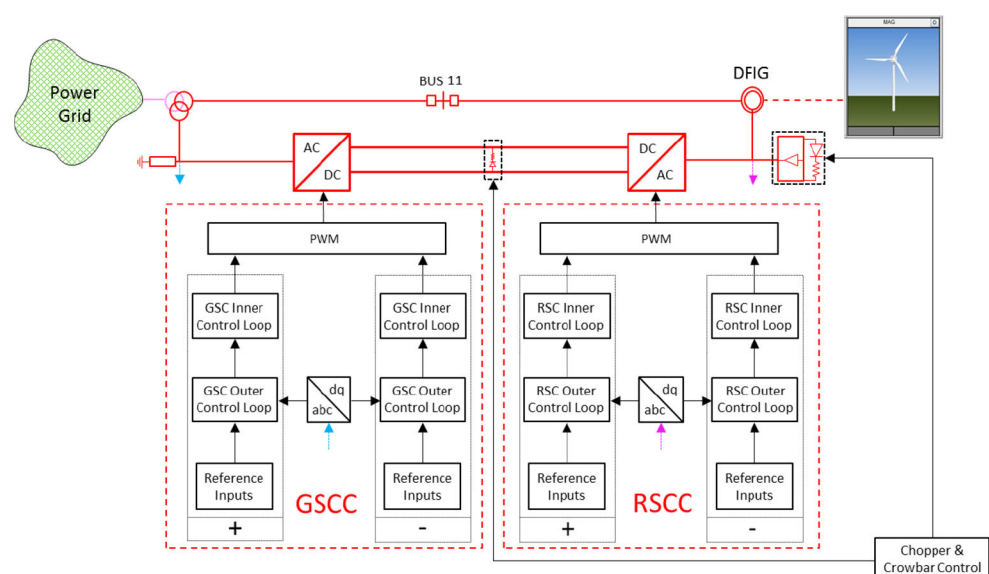 MAG
Power
Grid
BUS 11
DFIG
AC
DC
DC
AC
PWM
PWM
GSC Inner
Control Loop
GSC Inner
Control Loop
RSC Inner
Control Loop
RSC Inner
Control Loop
GSC Outer
Control Loop
dq
abc
GSC Outer
Control Loop
RSC Outer
Control Loop
dq
abc
RSC Outer
Control Loop
Reference
Inputs
GSCC
Reference
Inputs
Reference
Inputs
RSCC
Reference
Inputs
+
-
+
-
Chopper &
Crowbar Control